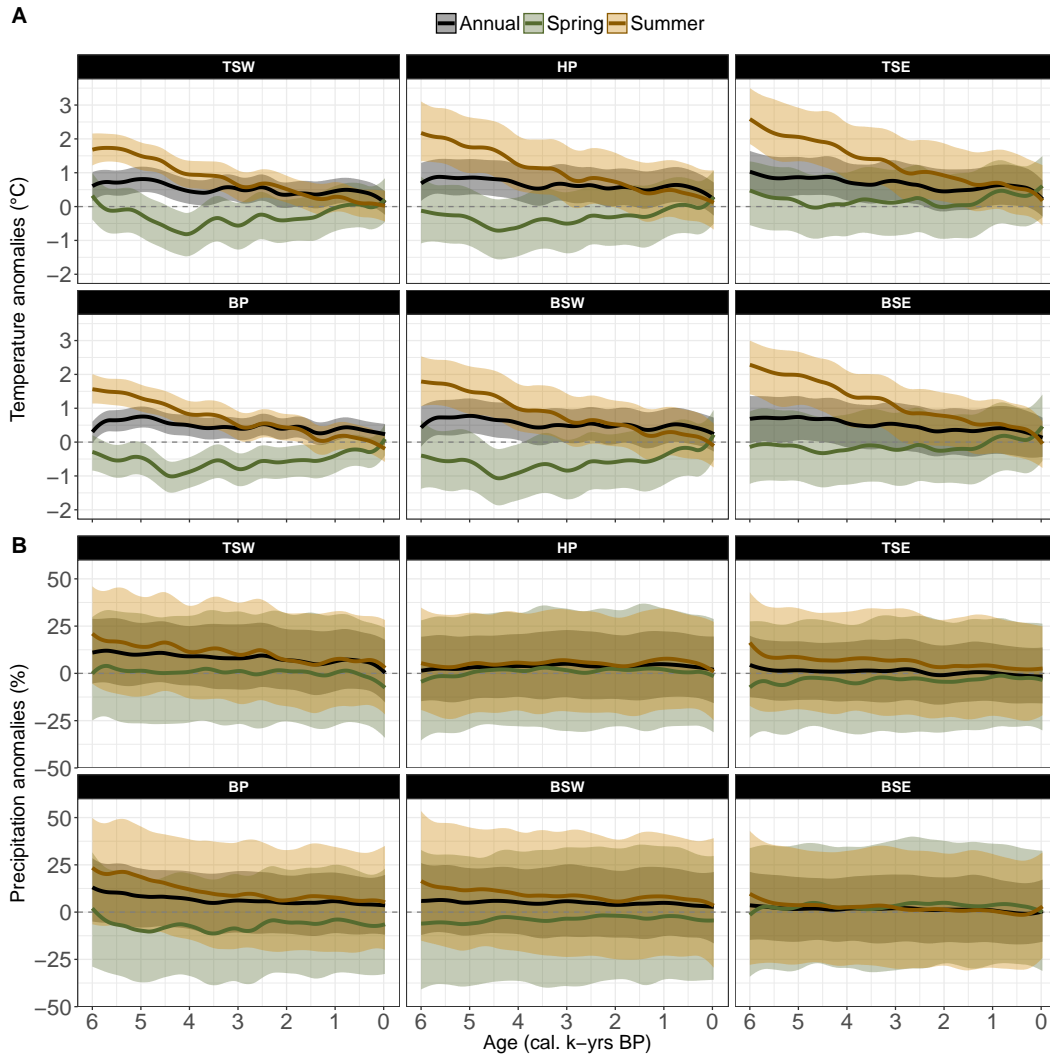 A
Annual Spring Summer
TSW HP TSE
3
2
1
0
−1
−2
BP BSW BSE
3
2
1
0
−1
−2
Temperature anomalies (°C)
B
TSW HP TSE
50
25
0
−25
−50
BP BSW BSE
50
25
0
−25
−50
Precipitation anomalies (%)
6 5 4 3 2 1 0 6 5 4 3 2 1 0 6 5 4 3 2 1 0
Age (cal. k−yrs BP)